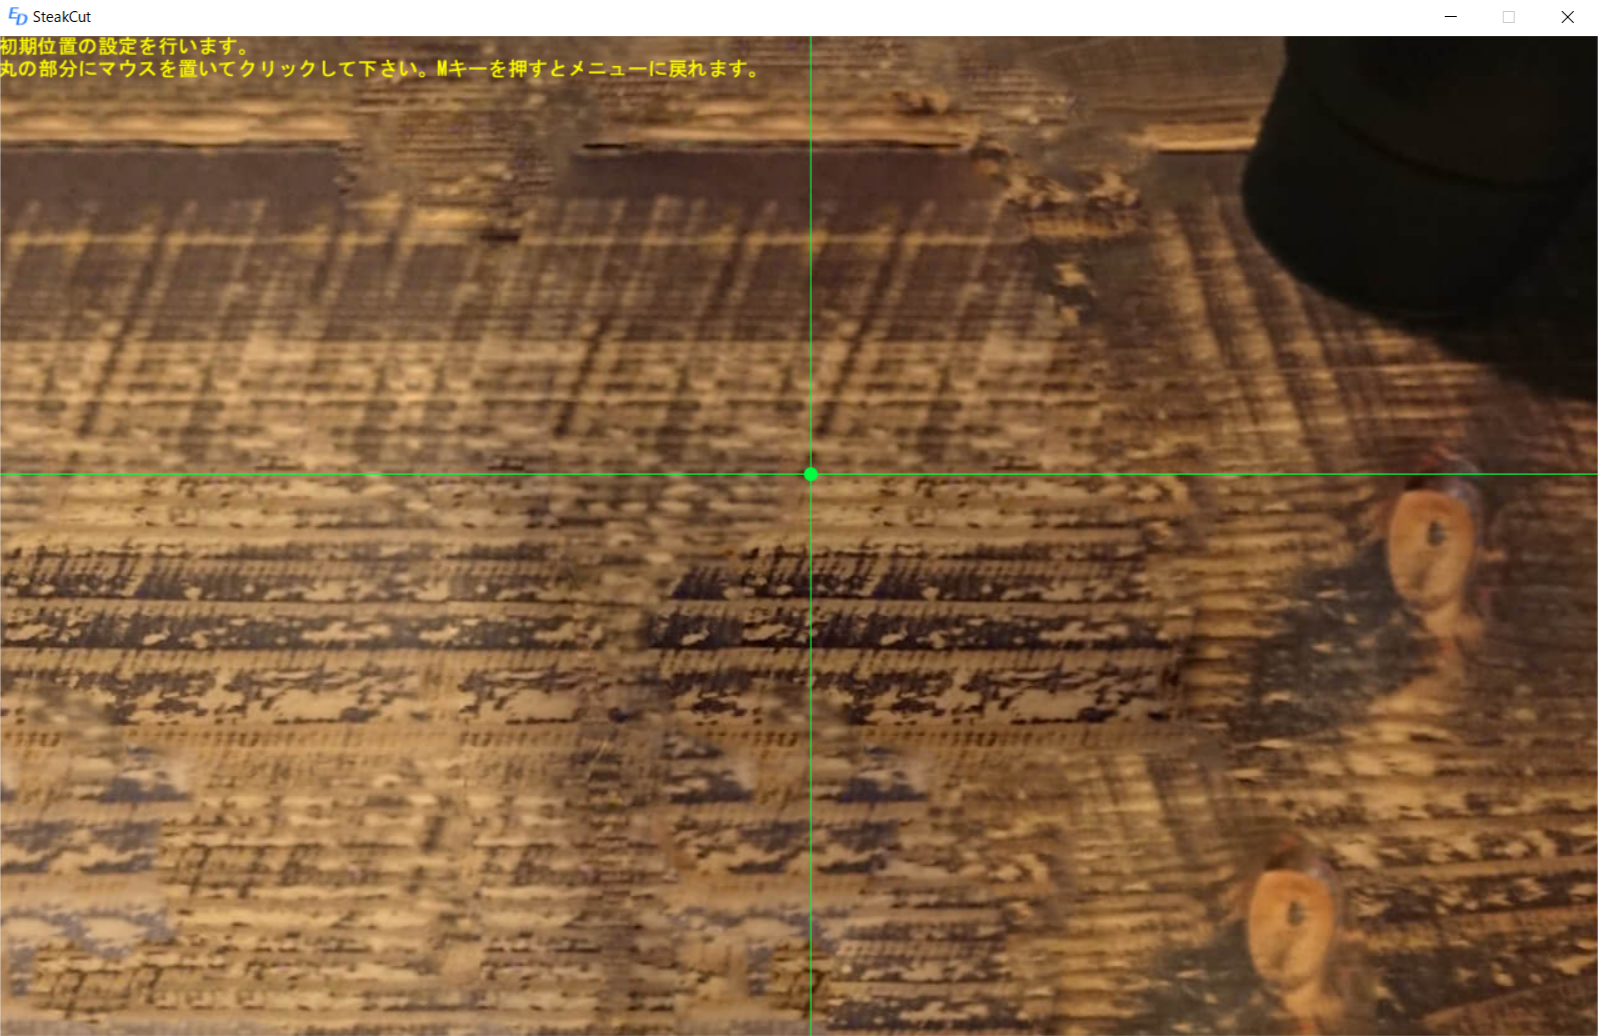 ED SteakCut
初期位置の設定を行います。
丸の部分にマウスを置いてクリックして下さい。Mキーを押すとメニューに戻れます。